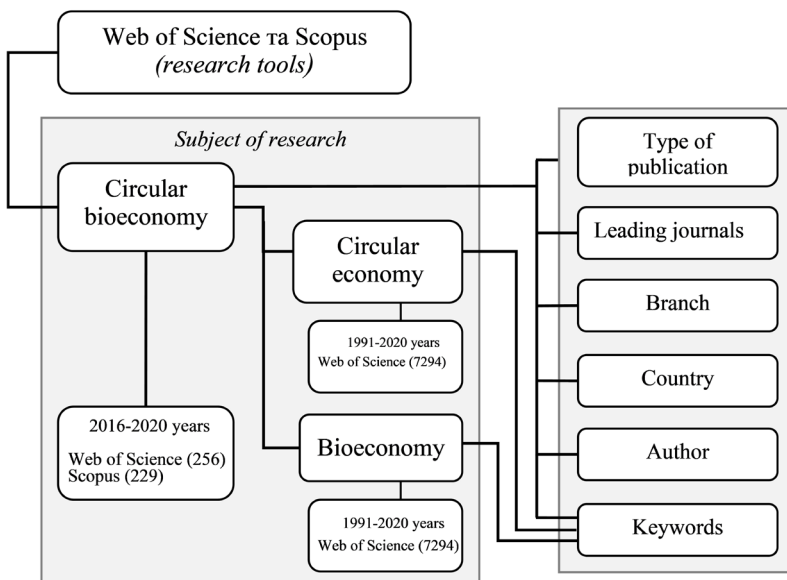 Web of Science та Scopus
(research tools)
Subject of research
Circular
bioeconomy
2016-2020 years
Web of Science (256)
Scopus (229)
Circular
economy
1991-2020 years
Web of Science (7294)
Bioeconomy
1991-2020 years
Web of Science (7294)
Type of
publication
Leading journals
Branch
Country
Author
Keywords